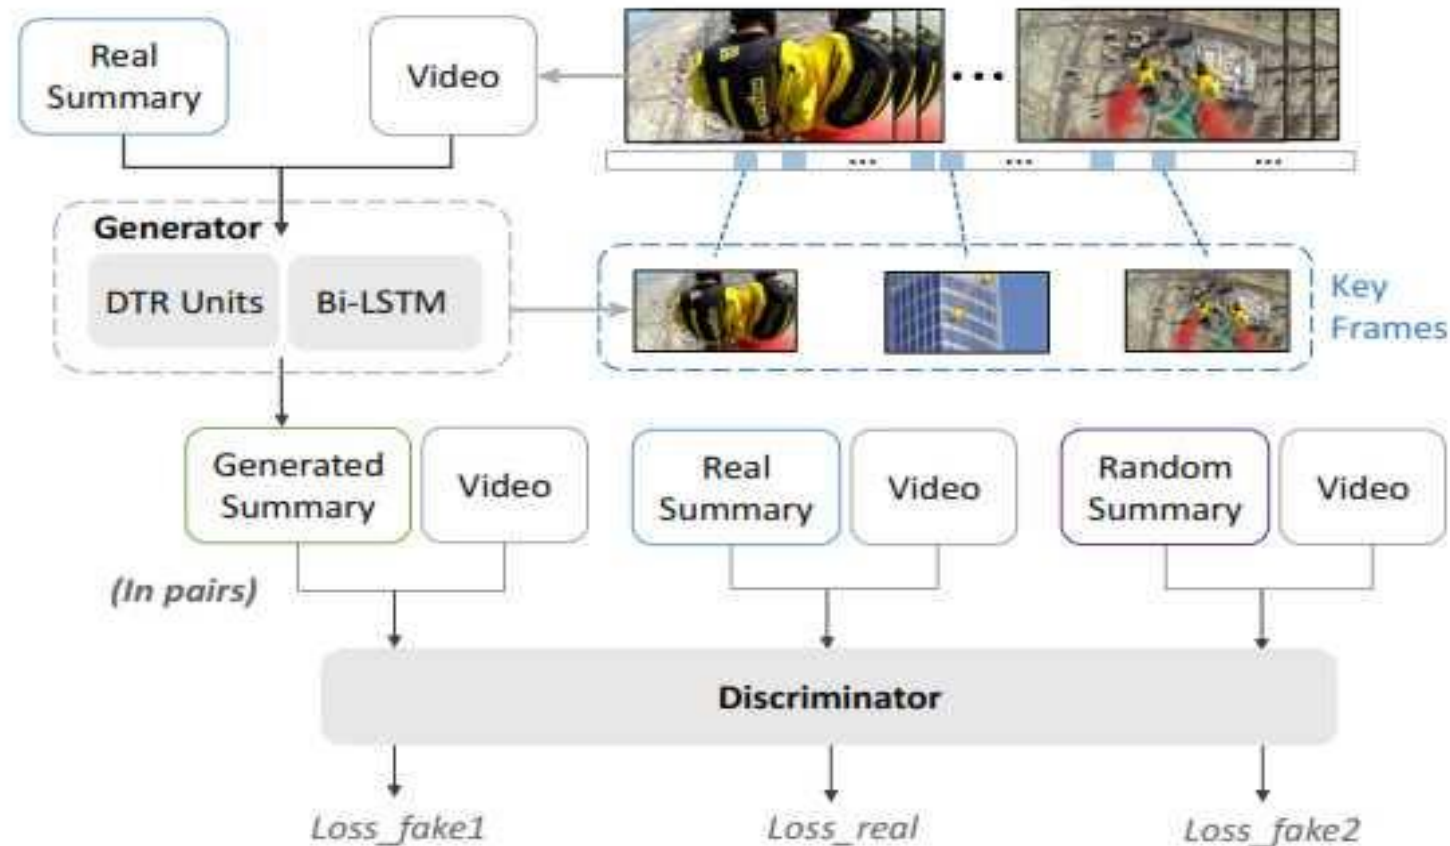 Real
Summary
Video
...
... ... ...
Generator
DTR Units
Bi-LSTM
Key
Frames
Generated
Summary
Video
Real
Summary
Video
Random
Summary
Video
(In pairs)
Discriminator
Loss_fake1
Loss_real
Loss_fake2